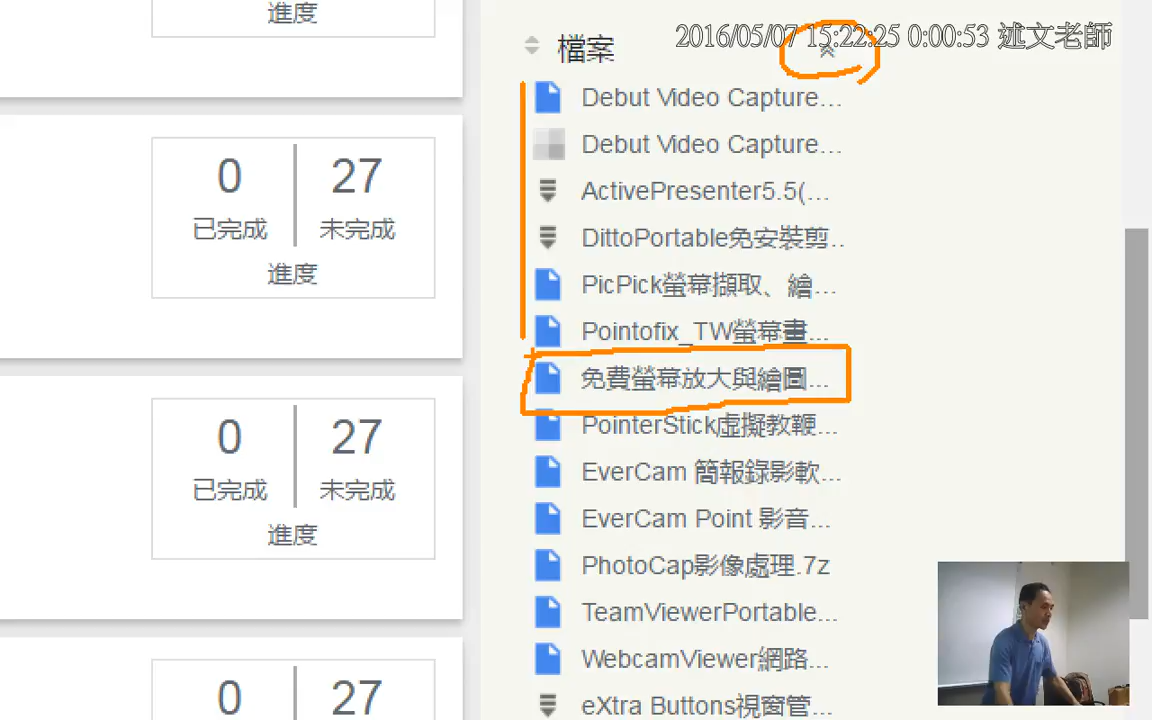 進度
2016/05/07 15:22:25 0:00:53 述文老師
檔案
Debut Video Capture...
Debut Video Capture...
ActivePresenter5.5(...
DittoPortable免安裝剪...
PicPick螢幕擷取、繪...
Pointofix_TW螢幕畫...
免費螢幕放大與繪圖...
PointerStick虛擬教鞭...
EverCam 簡報錄影軟...
EverCam Point 影音...
PhotoCap影像處理.7z
TeamViewerPortable...
WebcamViewer網路...
eXtra Buttons視窗管...
0 27
已完成 未完成
進度
0 27
已完成 未完成
進度
0 27